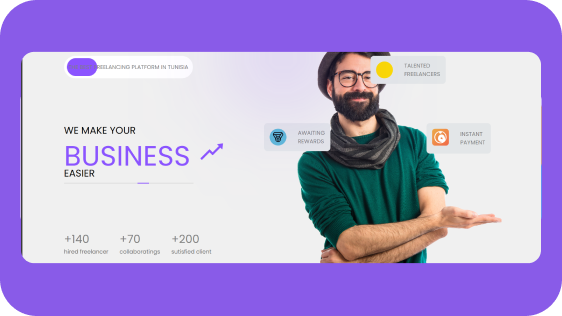 FREELANCING PLATFORM IN TUNISIA
TALENTED
FREELANCERS
WE MAKE YOUR
BUSINESS
EASIER
AWAITING
REWARDS
INSTANT
PAYMENT
+140
hired freelancer
+70
collaboratings
+200
sutisfied client